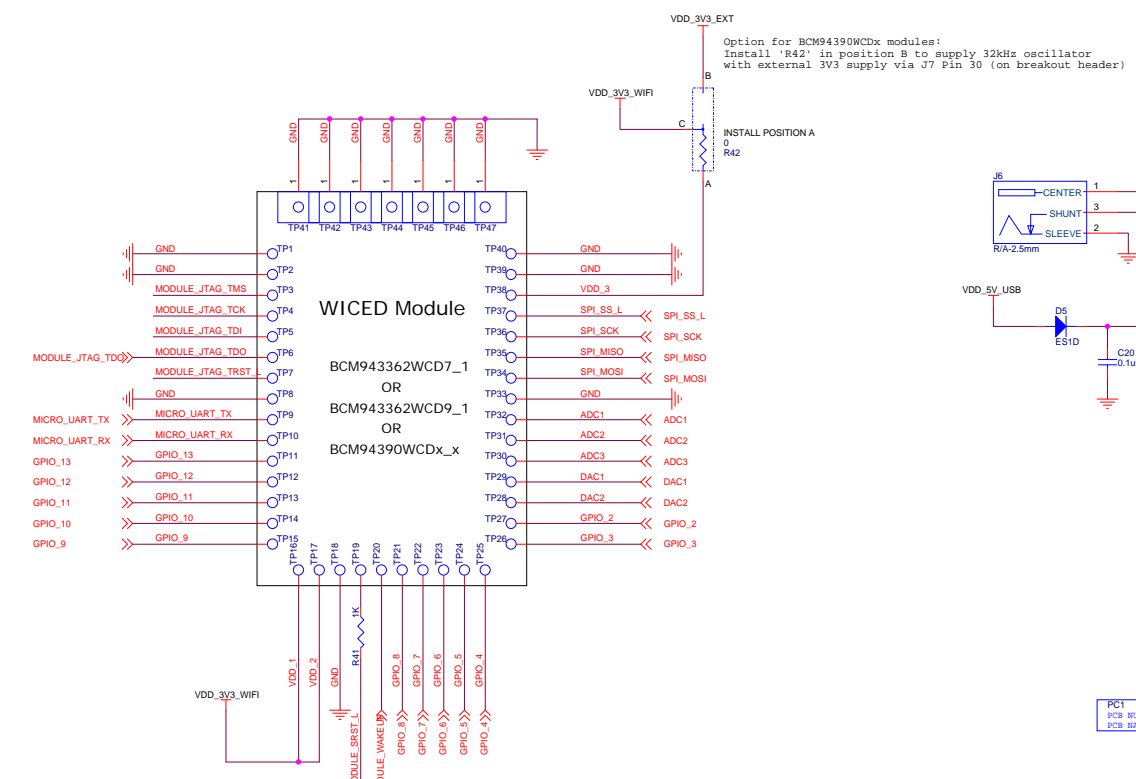 VDD_3V3_EXT
Option for BCM94390WCDx modules:
Install 'R42' in position B to supply 32kHz oscillator
with external 3V3 supply via J7 Pin 30 (on breakout header)
B
VDD_3V3_WIFI
C
INSTALL POSITION A
0
R42
A
GND GND GND GND GND GND GND
1 1 1 1 1 1 1
TP41 TP42 TP43 TP44 TP45 TP46 TP47
J6
CENTER 1
SHUNT 3
SLEEVE 2
R/A-2.5mm
VDD_5V_USB
D5
ES1D
C20
0.1u
GND TP1
GND TP2
MODULE_JTAG_TMS TP3
MODULE_JTAG_TCK TP4
MODULE_JTAG_TDI TP5
MODULE_JTAG_TDO MODULE_JTAG_TDO TP6
MODULE_JTAG_TRST_L TP7
GND TP8
MICRO_UART_TX MICRO_UART_TX TP9
MICRO_UART_RX MICRO_UART_RX TP10
GPIO_13 GPIO_13 TP11
GPIO_12 GPIO_12 TP12
GPIO_11 GPIO_11 TP13
GPIO_10 GPIO_10 TP14
GPIO_9 GPIO_9 TP15
WICED Module
BCM943362WCD7_1
OR
BCM943362WCD9_1
OR
BCM94390WCDx_x
TP40 GND
TP39 GND
TP38 VDD_3
TP37 SPI_SS_L SPI_SS_L
TP36 SPI_SCK SPI_SCK
TP35 SPI_MISO SPI_MISO
TP34 SPI_MOSI SPI_MOSI
TP33 GND
TP32 ADC1 ADC1
TP31 ADC2 ADC2
TP30 ADC3 ADC3
TP29 DAC1 DAC1
TP28 DAC2 DAC2
TP27 GPIO_2 GPIO_2
TP26 GPIO_3 GPIO_3
TP16 TP17 TP18 TP19 TP20 TP21 TP22 TP23 TP24 TP25
1K
R41
VDD_1 VDD_2 GND GPIO_8 GPIO_7 GPIO_6 GPIO_5 GPIO_4
VDD_3V3_WIFI
ODULE_SRST_L
ULE_WAKEUP
GPIO_8 GPIO_7 GPIO_6 GPIO_5 GPIO_4
PC1
PCB NU
PCB NA